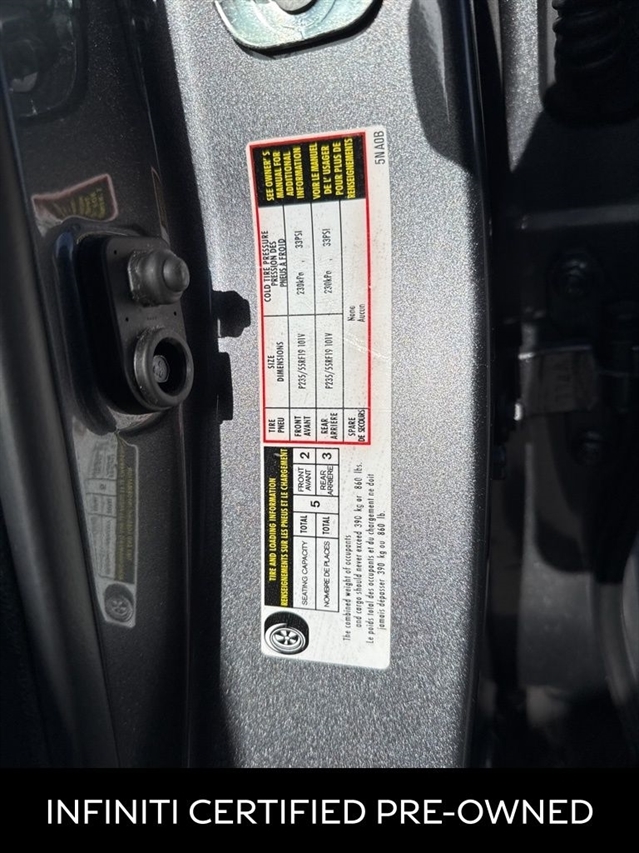 TIRE AND LOADING INFORMATION
RENSEIGNEMENTS SUR LES PNEUS ET LE CHARGEMENT
SEATING CAPACITY TOTAL 5 FRONT AVANT 2
NOMBRE DE PLACES TOTAL REAR ARRIÈRE 3
The combined weight of occupants
and cargo should never exceed 390 kg or 860 lbs.
Le poids total des occupants et du chargement ne doit
jamais dépasser 390 kg ou 860 lb.
TIRE
PNEU
SIZE
DIMENSIONS
COLD TIRE PRESSURE
PRESSION DES
PNEUS A FROID
FRONT
AVANT
P235/55RF19 101V
230kPa , 33PSI
REAR
ARRIERE
P235/55RF19 101V
230kPa , 33PSI
SPARE
DE SECOURS
None
Aucun
SEE OWNER'S
MANUAL FOR
ADDITIONAL
INFORMATION
VOIR LE MANUEL
DE L' USAGER
POUR PLUS DE
RENSEIGNEMENTS
5NA0B
INFINITI CERTIFIED PRE-OWNED